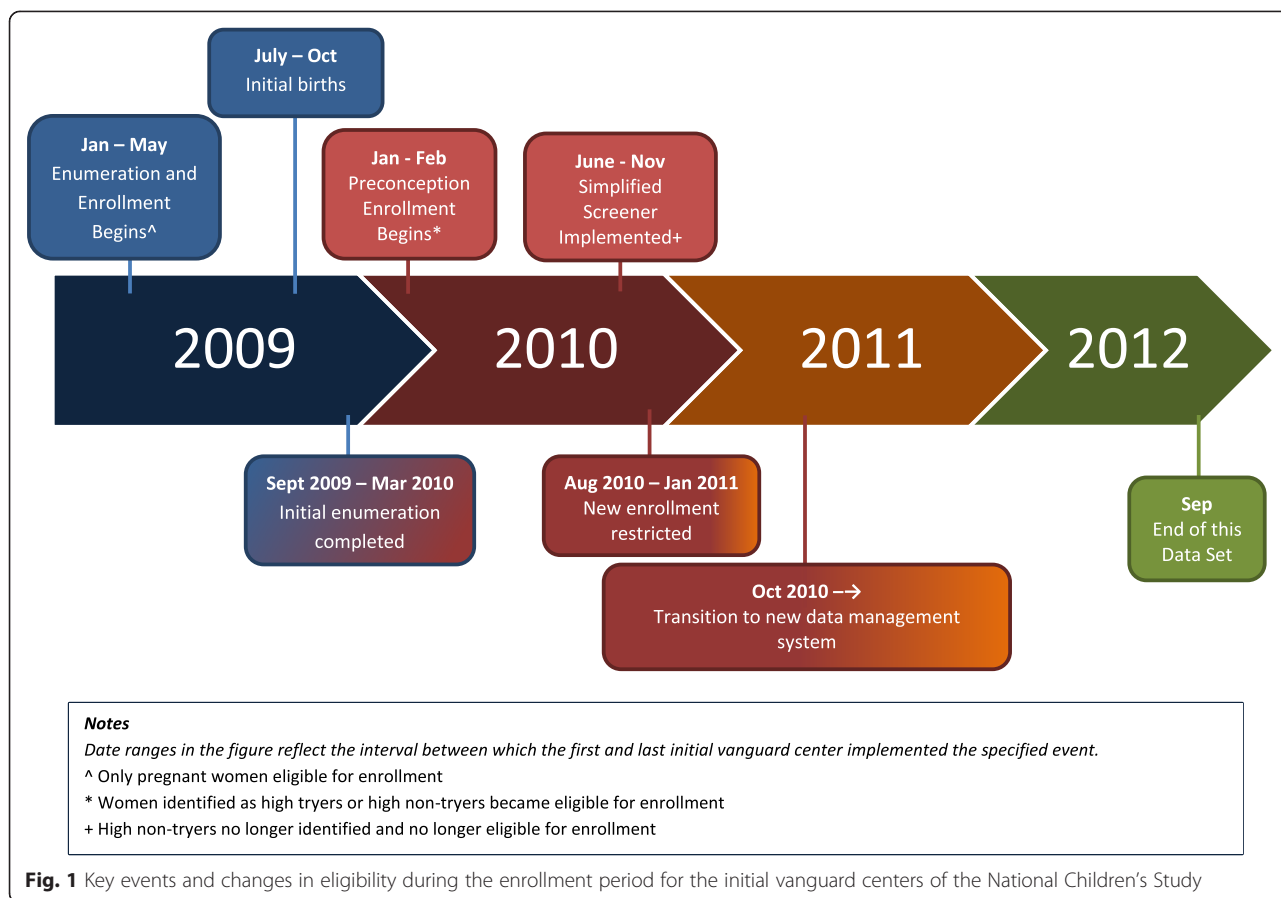 July – Oct
Initial births
Jan – May
Enumeration and
Enrollment
Begins^
Jan - Feb
Preconception
Enrollment
Begins*
June - Nov
Simplified
Screener
Implemented+
2009
2010
2011
2012
Sept 2009 – Mar 2010
Initial enumeration
completed
Aug 2010 – Jan 2011
New enrollment
restricted
Sep
End of this
Data Set
Oct 2010 –→
Transition to new data management
system
Notes
Date ranges in the figure reflect the interval between which the first and last initial vanguard center implemented the specified event.
^ Only pregnant women eligible for enrollment
* Women identified as high tryers or high non-tryers became eligible for enrollment
+ High non-tryers no longer identified and no longer eligible for enrollment
Fig. 1 Key events and changes in eligibility during the enrollment period for the initial vanguard centers of the National Children's Study